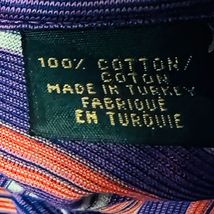 100% COTTON/
COTON
MADE IN TURKEY
FABRIQUÉ
EN TURQUIE